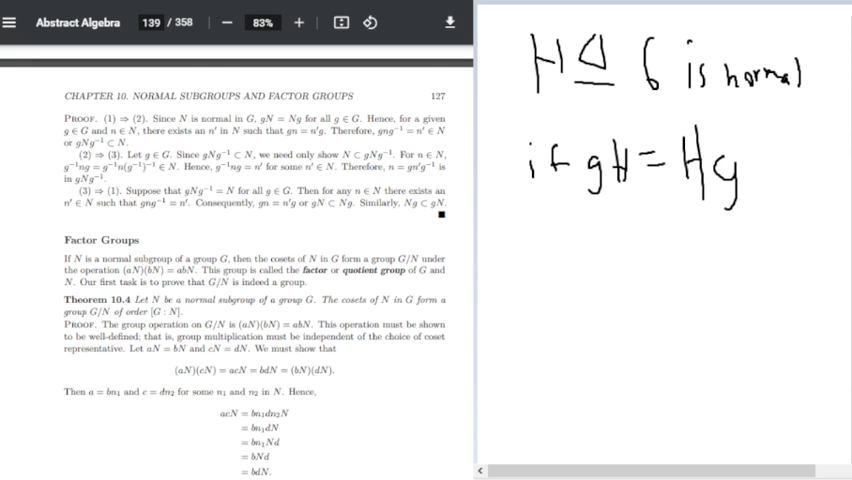 Abstract Algebra 139 / 358 − 83% +
CHAPTER 10. NORMAL SUBGROUPS AND FACTOR GROUPS 127
PROOF. (1) ⇒ (2). Since N is normal in G, gN = Ng for all g ∈ G. Hence, for a given
g ∈ G and n ∈ N, there exists an n′ in N such that gn = n′g. Therefore, gng⁻¹ = n′ ∈ N
or gNg⁻¹ ⊂ N.
(2) ⇒ (3). Let g ∈ G. Since gNg⁻¹ ⊂ N, we need only show N ⊂ gNg⁻¹. For n ∈ N,
g⁻¹ng = g⁻¹n(g⁻¹)⁻¹ ∈ N. Hence, g⁻¹ng = n′ for some n′ ∈ N. Therefore, n = gn′g⁻¹ is
in gNg⁻¹.
(3) ⇒ (1). Suppose that gNg⁻¹ = N for all g ∈ G. Then for any n ∈ N there exists an
n′ ∈ N such that gng⁻¹ = n′. Consequently, gn = n′g or gN ⊂ Ng. Similarly, Ng ⊂ gN.
Factor Groups
If N is a normal subgroup of a group G, then the cosets of N in G form a group G/N under
the operation (aN)(bN) = abN. This group is called the factor or quotient group of G and
N. Our first task is to prove that G/N is indeed a group.
Theorem 10.4 Let N be a normal subgroup of a group G. The cosets of N in G form a
group G/N of order [G : N].
PROOF. The group operation on G/N is (aN)(bN) = abN. This operation must be shown
to be well-defined; that is, group multiplication must be independent of the choice of coset
representative. Let aN = bN and cN = dN. We must show that
(aN)(cN) = acN = bdN = (bN)(dN).
Then a = bn₁ and c = dn₂ for some n₁ and n₂ in N. Hence,
acN = bn₁dn₂N
= bn₁dN
= bn₁Nd
= bNd
= bdN.
H ⊴ G is normal
if gH = Hg